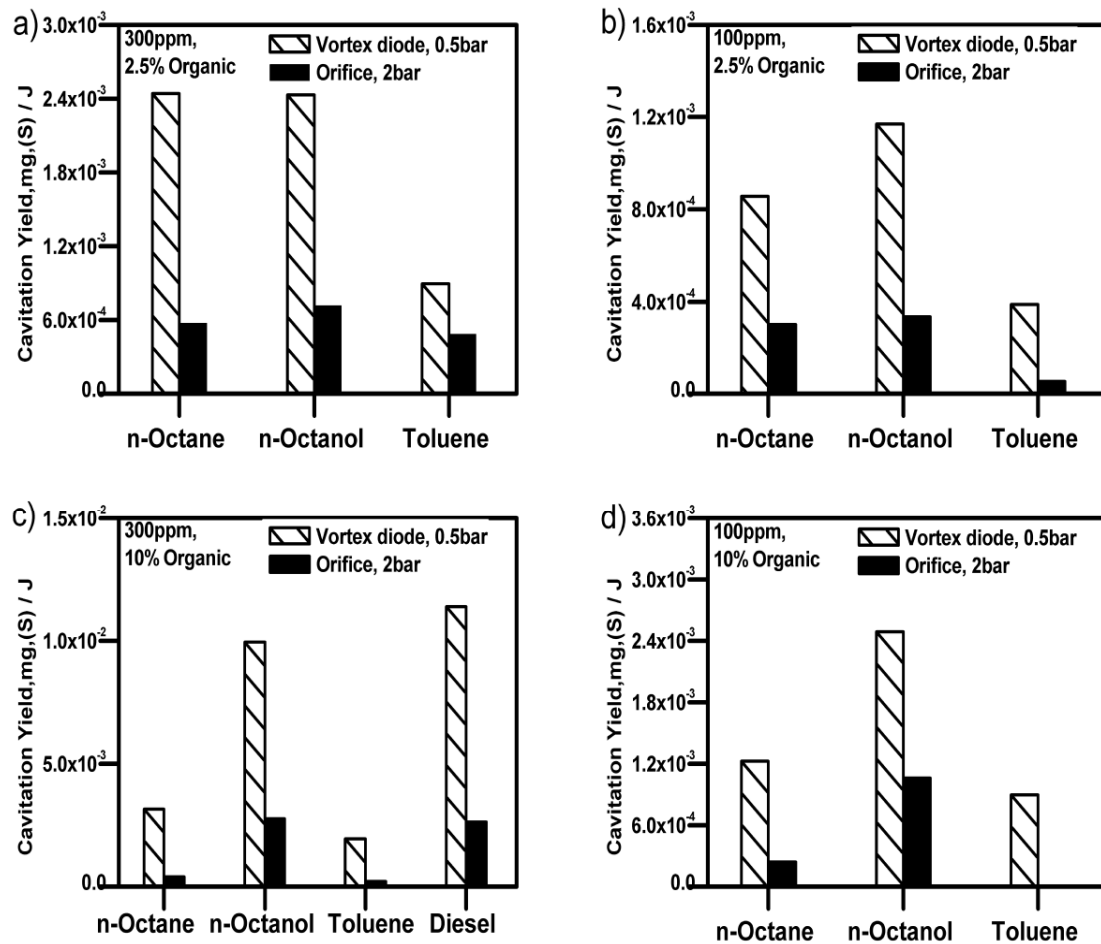 a)
300ppm,
2.5% Organic
Vortex diode, 0.5bar
Orifice, 2bar
Cavitation Yield,mg,(S) / J
3.0x10-3
2.4x10-3
1.8x10-3
1.2x10-3
6.0x10-4
0.0
n-Octane n-Octanol Toluene
b)
100ppm,
2.5% Organic
Vortex diode, 0.5bar
Orifice, 2bar
Cavitation Yield,mg,(S) / J
1.6x10-3
1.2x10-3
8.0x10-4
4.0x10-4
0.0
n-Octane n-Octanol Toluene
c)
300ppm,
10% Organic
Vortex diode, 0.5bar
Orifice, 2bar
Cavitation Yield,mg,(S) / J
1.5x10-2
1.0x10-2
5.0x10-3
0.0
n-Octane n-Octanol Toluene Diesel
d)
100ppm,
10% Organic
Vortex diode, 0.5bar
Orifice, 2bar
Cavitation Yield,mg,(S) / J
3.6x10-3
3.0x10-3
2.4x10-3
1.8x10-3
1.2x10-3
6.0x10-4
0.0
n-Octane n-Octanol Toluene